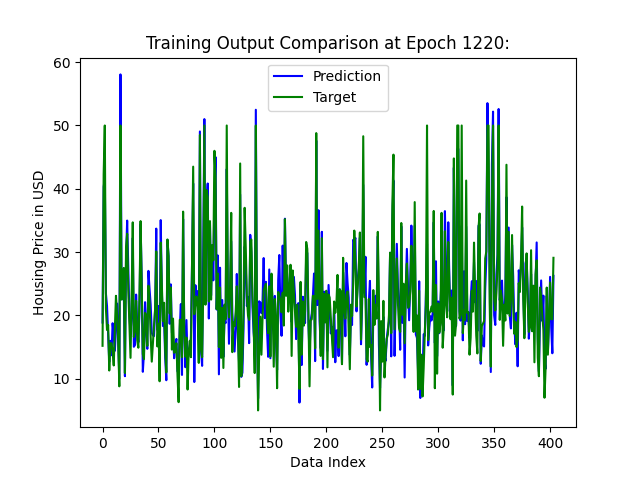 Training Output Comparison at Epoch 1220:
Prediction
Target
Housing Price in USD
60
50
40
30
20
10
0 50 100 150 200 250 300 350 400
Data Index